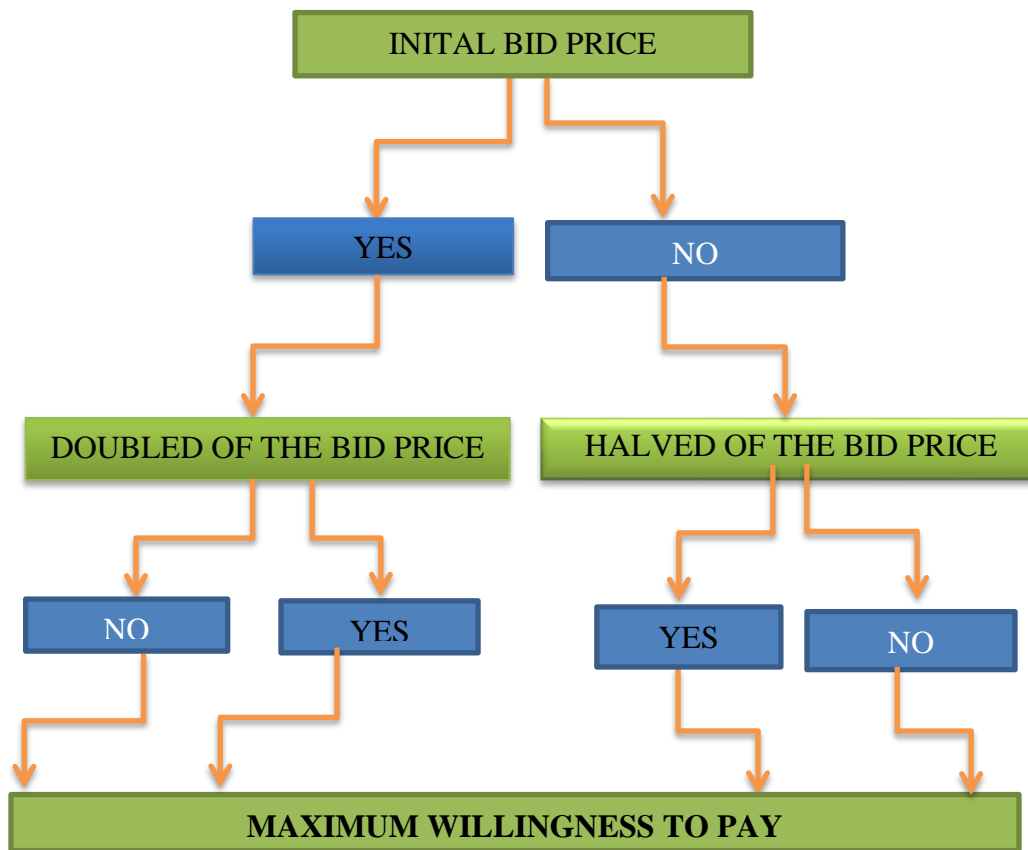 INITAL BID PRICE
YES
NO
DOUBLED OF THE BID PRICE
HALVED OF THE BID PRICE
NO
YES
YES
NO
MAXIMUM WILLINGNESS TO PAY